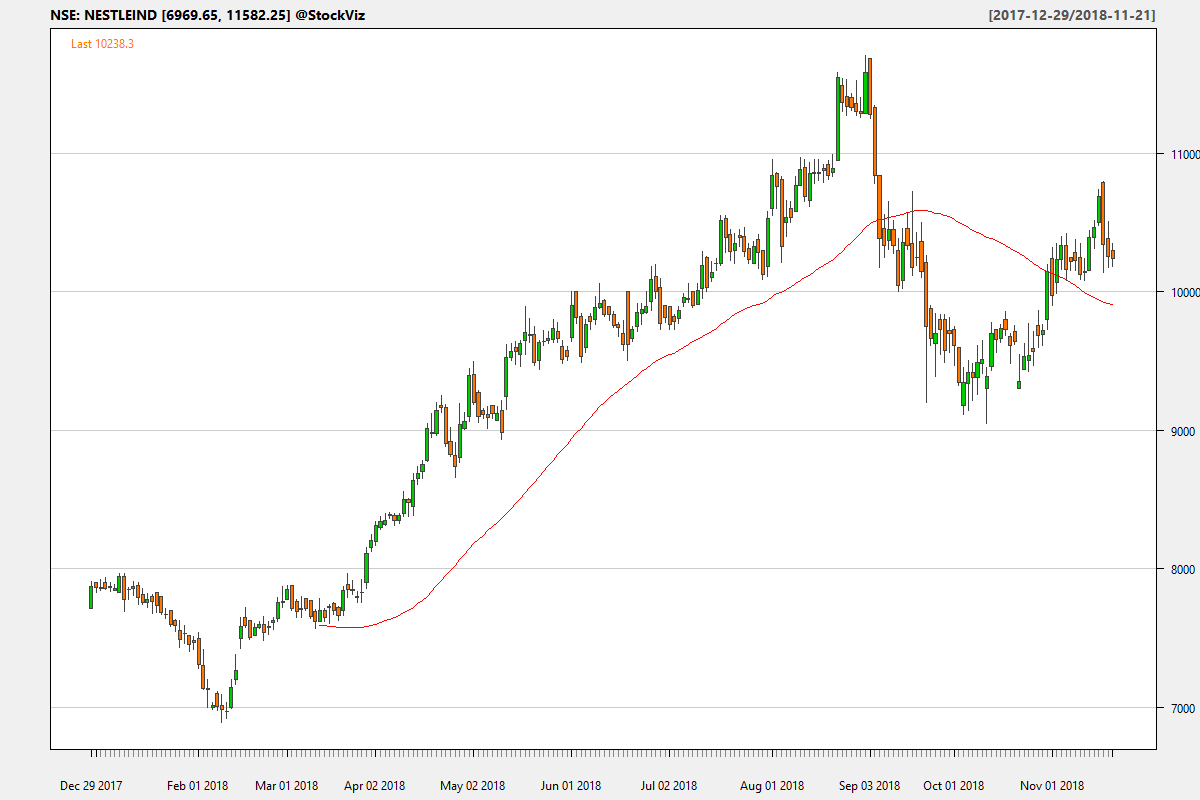 NSE: NESTLEIND [6969.65, 11582.25] @StockViz
[2017-12-29/2018-11-21]
Last 10238.3
11000
10000
9000
8000
7000
Dec 29 2017
Feb 01 2018
Mar 01 2018
Apr 02 2018
May 02 2018
Jun 01 2018
Jul 02 2018
Aug 01 2018
Sep 03 2018
Oct 01 2018
Nov 01 2018